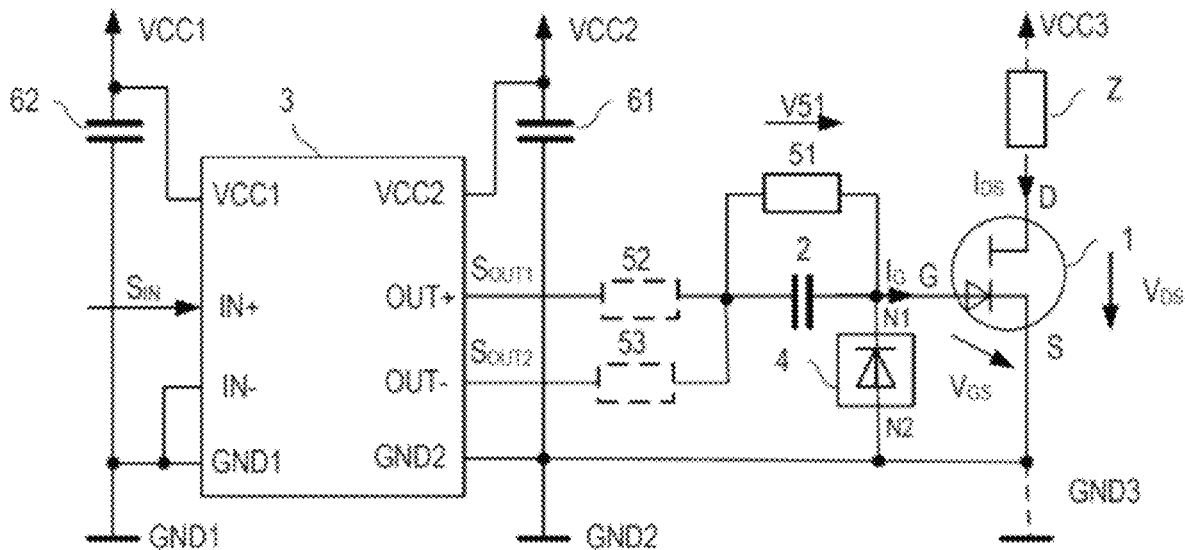 VCC1
VCC2
VCC3
62
3
61
V51
51
Z
VCC1
VCC2
IDS
D
SIN
IN+
OUT+
SOUT1
52
2
IG
G
1
VDS
IN-
OUT-
SOUT2
53
4
N1
N2
VGS
S
GND1
GND2
GND3
GND1
GND2